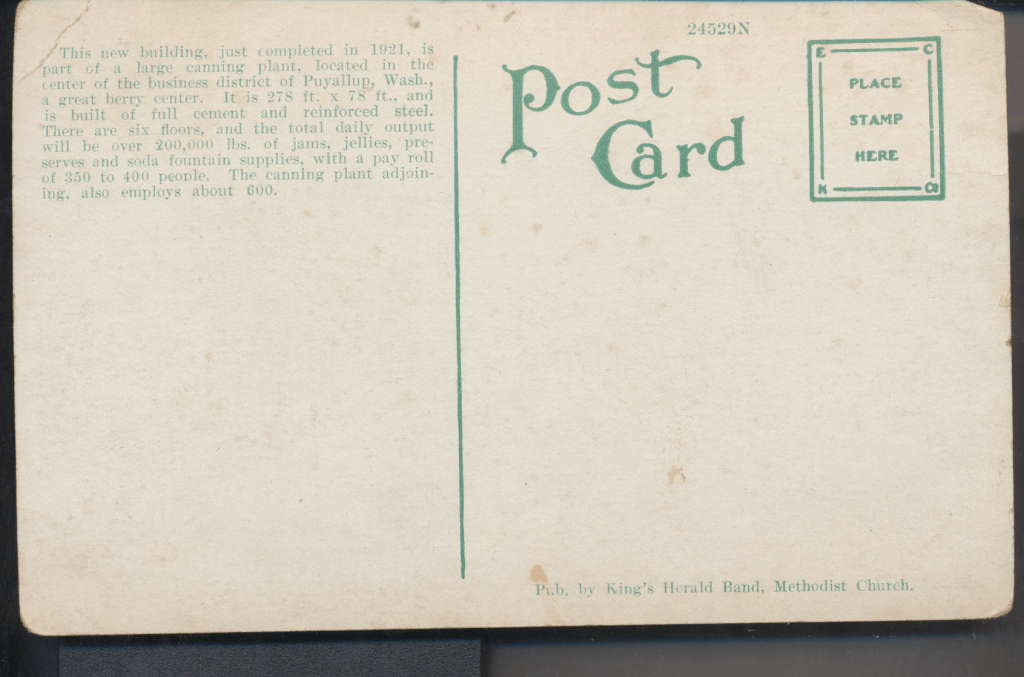 This new building, just completed in 1921, is
part of a large canning plant, located in the
center of the business district of Puyallup, Wash.,
a great berry center. It is 278 ft. x 78 ft., and
is built of full cement and reinforced steel.
There are six floors, and the total daily output
will be over 200,000 lbs. of jams, jellies, pre-
serves and soda fountain supplies, with a pay roll
of 350 to 400 people. The canning plant adjoin-
ing, also employs about 600.
24529N
Post
Card
E C
PLACE
STAMP
HERE
K Co
Pub. by King's Herald Band, Methodist Church.